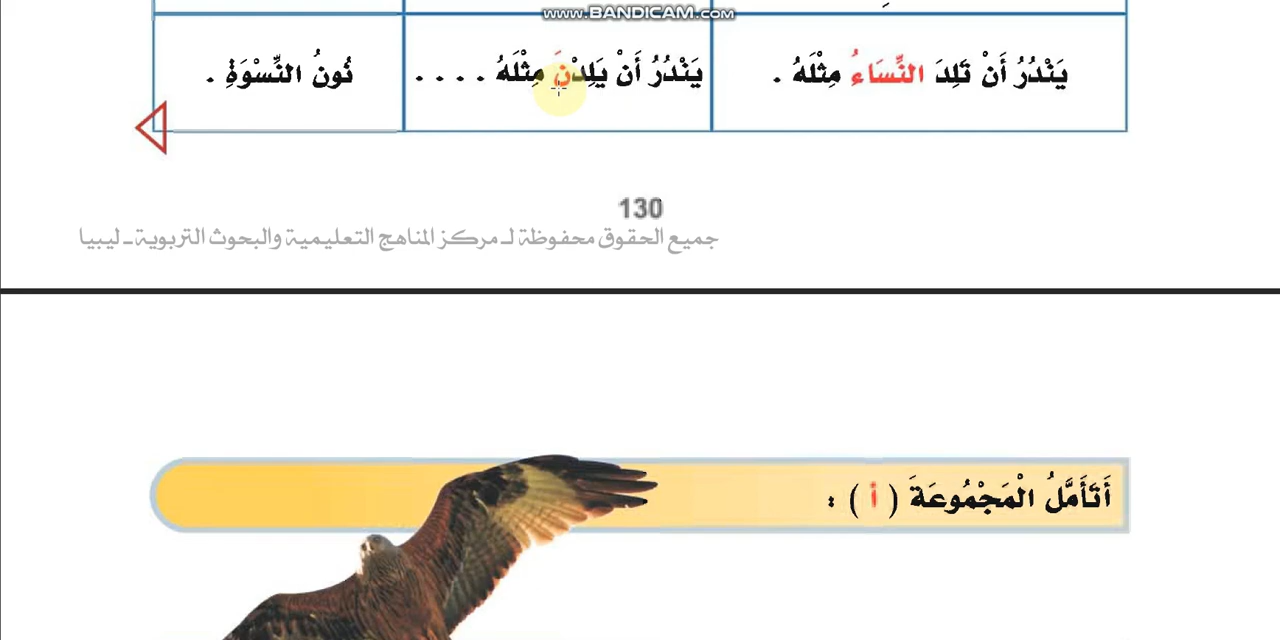 WWW.BANDICAM.COM
يَنْدُرُ أَنْ تَلِدَ النِّسَاءُ مِثْلَهُ .
يَنْدُرُ أَنْ يَلِدْنَ مِثْلَهُ . . . .
نُونُ النِّسْوَةِ .
130
جميع الحقوق محفوظة لـ مركز المناهج التعليمية والبحوث التربوية ـ ليبيا
أَتَأَمَّلُ الْمَجْمُوعَةَ ( أ ) :